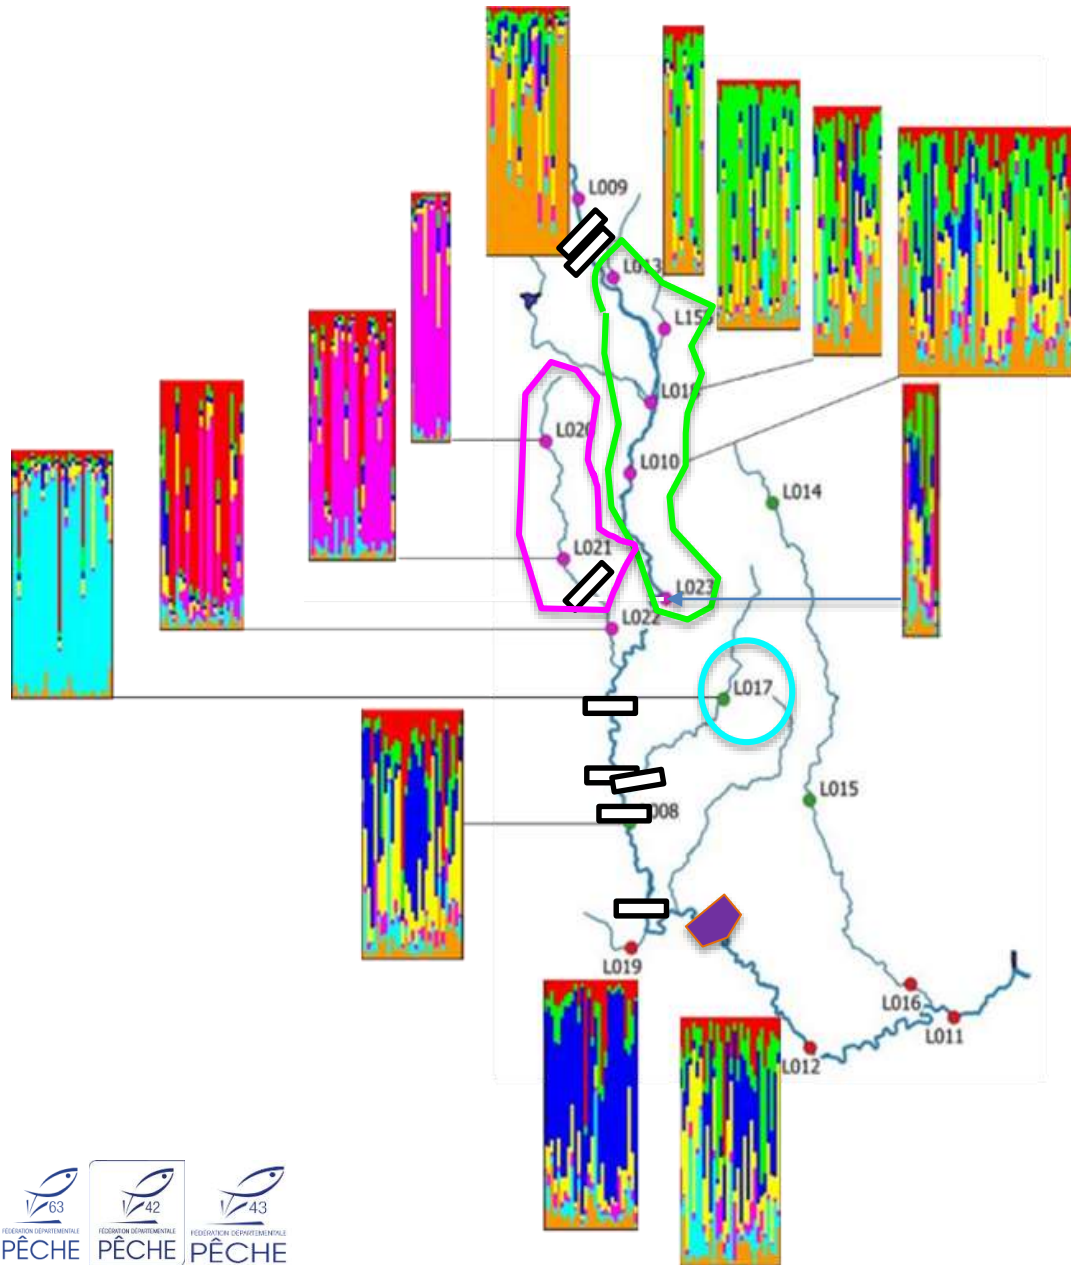 L009
L013
L15
L018
L020
L010
L014
L021
L023
L022
L017
L015
008
L019
L016
L011
L012
63
FÉDÉRATION DÉPARTEMENTALE
PÊCHE
42
FÉDÉRATION DÉPARTEMENTALE
PÊCHE
43
FÉDÉRATION DÉPARTEMENTALE
PÊCHE